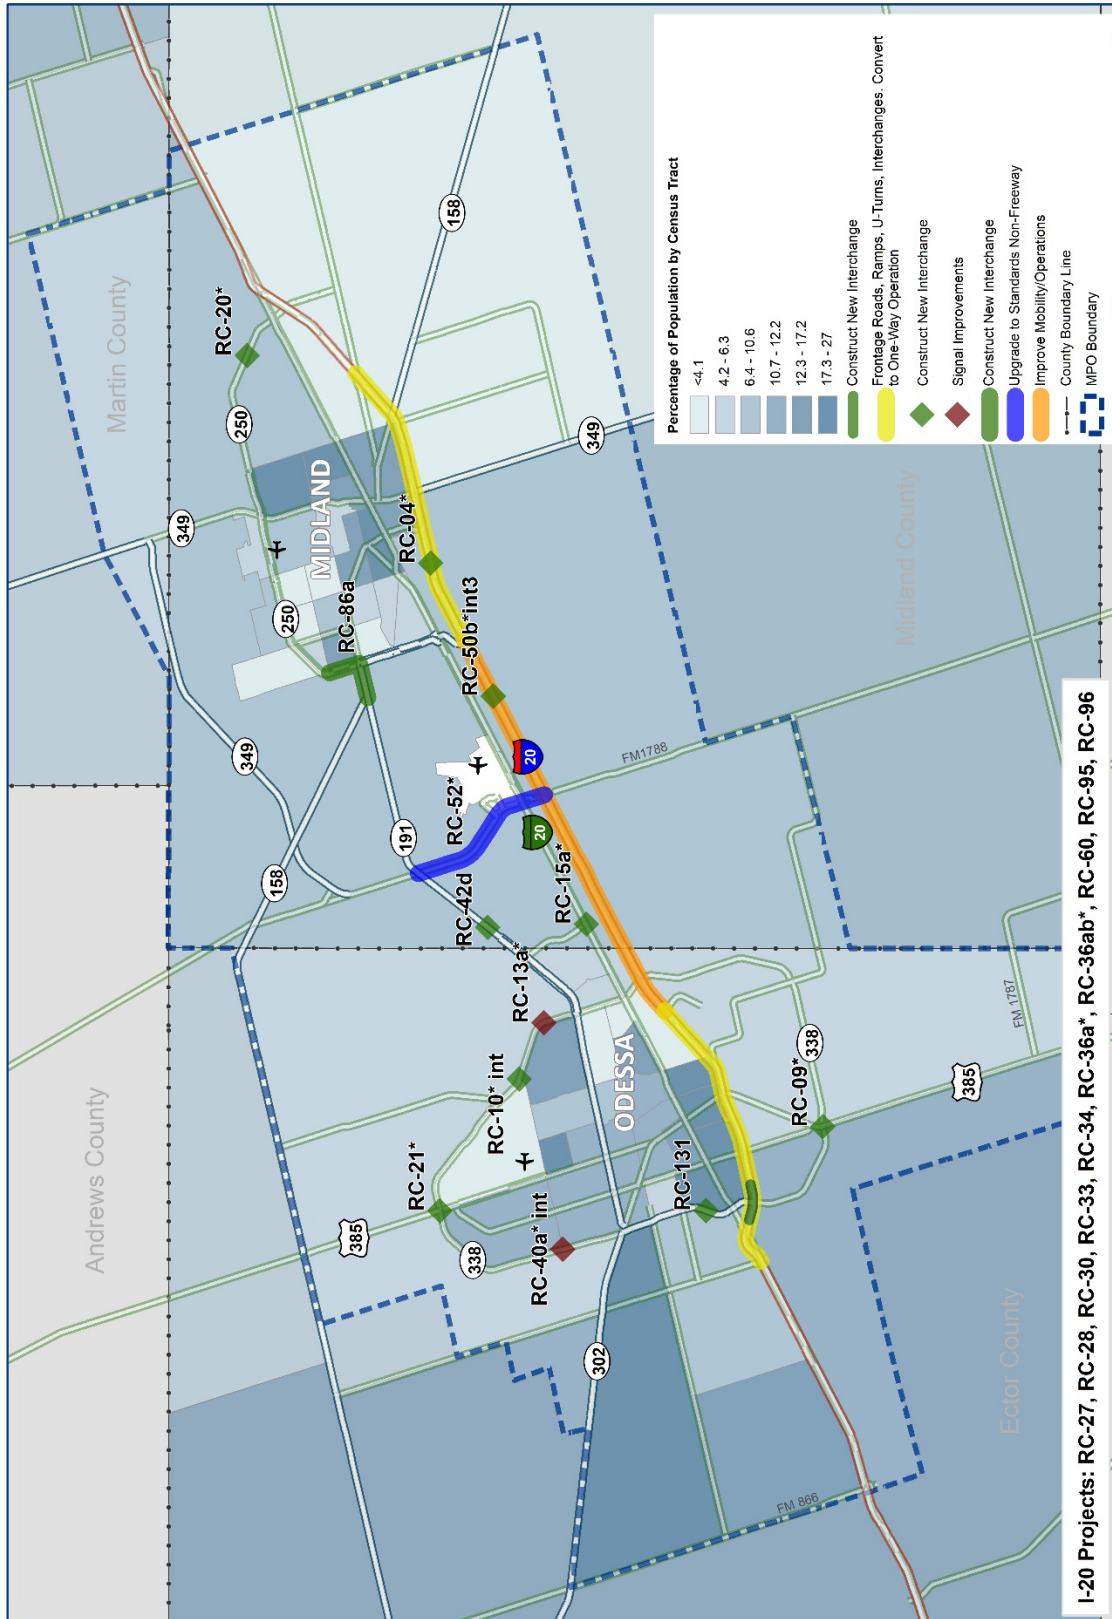 Martin County
Andrews County
Midland County
Ector County
MIDLAND
ODESSA
RC-20*
250
349
158
250
RC-86a
RC-04*
349
RC-50b*int3
349
158
191
RC-52*
20
20
FM1788
RC-42d
RC-15a*
RC-13a*
RC-10* int
RC-21*
385
338
RC-40a* int
RC-131
RC-09*
338
385
FM 1787
302
FM 866
Percentage of Population by Census Tract
<4.1
4.2 - 6.3
6.4 - 10.6
10.7 - 12.2
12.3 - 17.2
17.3 - 27
Construct New Interchange
Frontage Roads, Ramps, U-Turns, Interchanges. Convert
to One-Way Operation
Construct New Interchange
Signal Improvements
Construct New Interchange
Upgrade to Standards Non-Freeway
Improve Mobility/Operations
County Boundary Line
MPO Boundary
I-20 Projects: RC-27, RC-28, RC-30, RC-33, RC-34, RC-36a*, RC-36ab*, RC-60, RC-95, RC-96